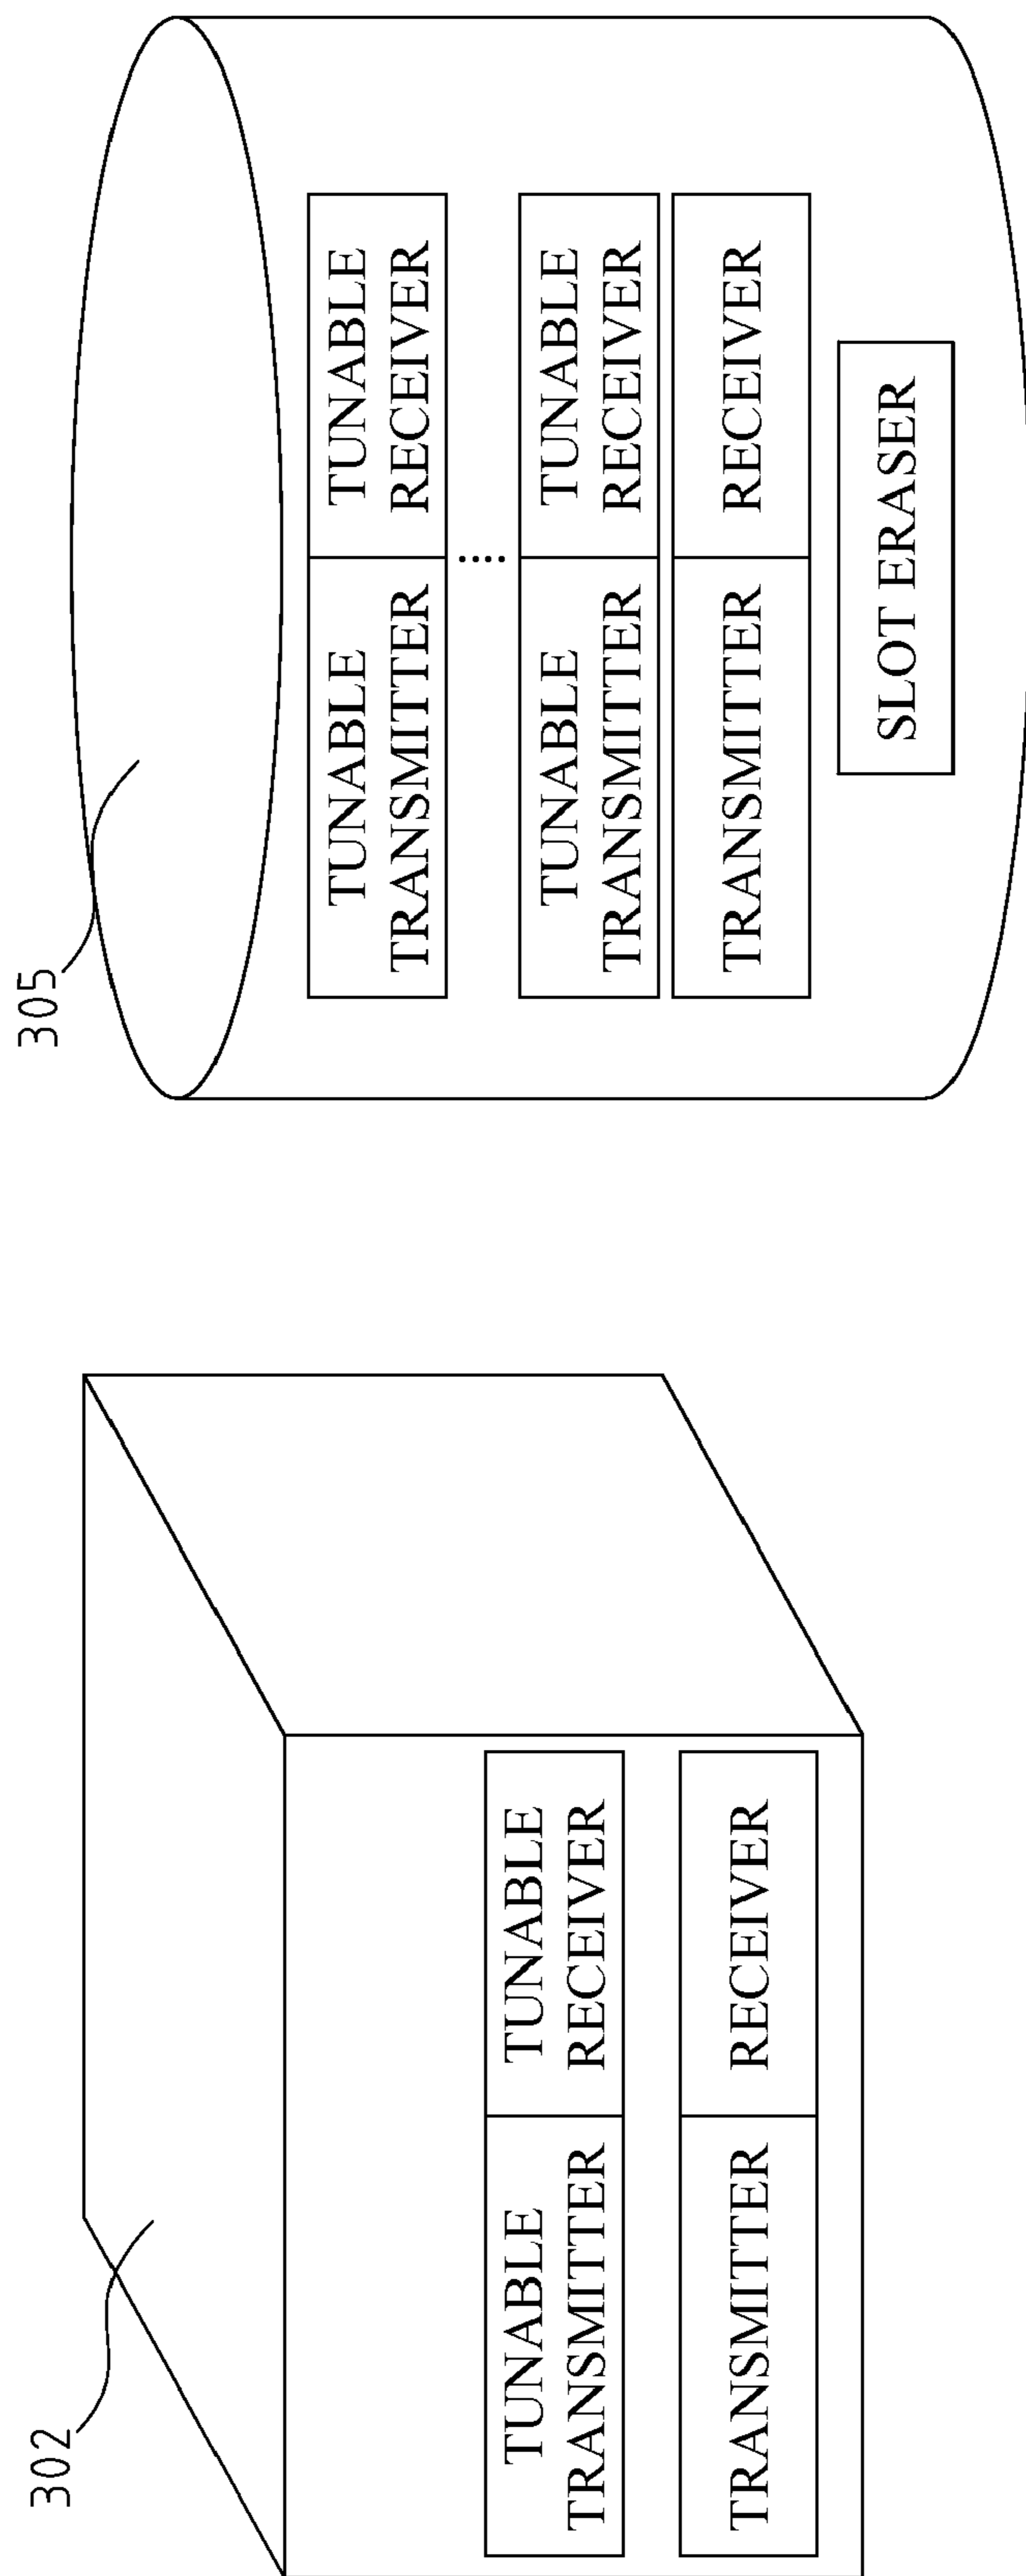 302
TUNABLE
TRANSMITTER
TUNABLE
RECEIVER
TRANSMITTER
RECEIVER
305
TUNABLE
TRANSMITTER
TUNABLE
RECEIVER
....
TUNABLE
TRANSMITTER
TUNABLE
RECEIVER
TRANSMITTER
RECEIVER
SLOT ERASER